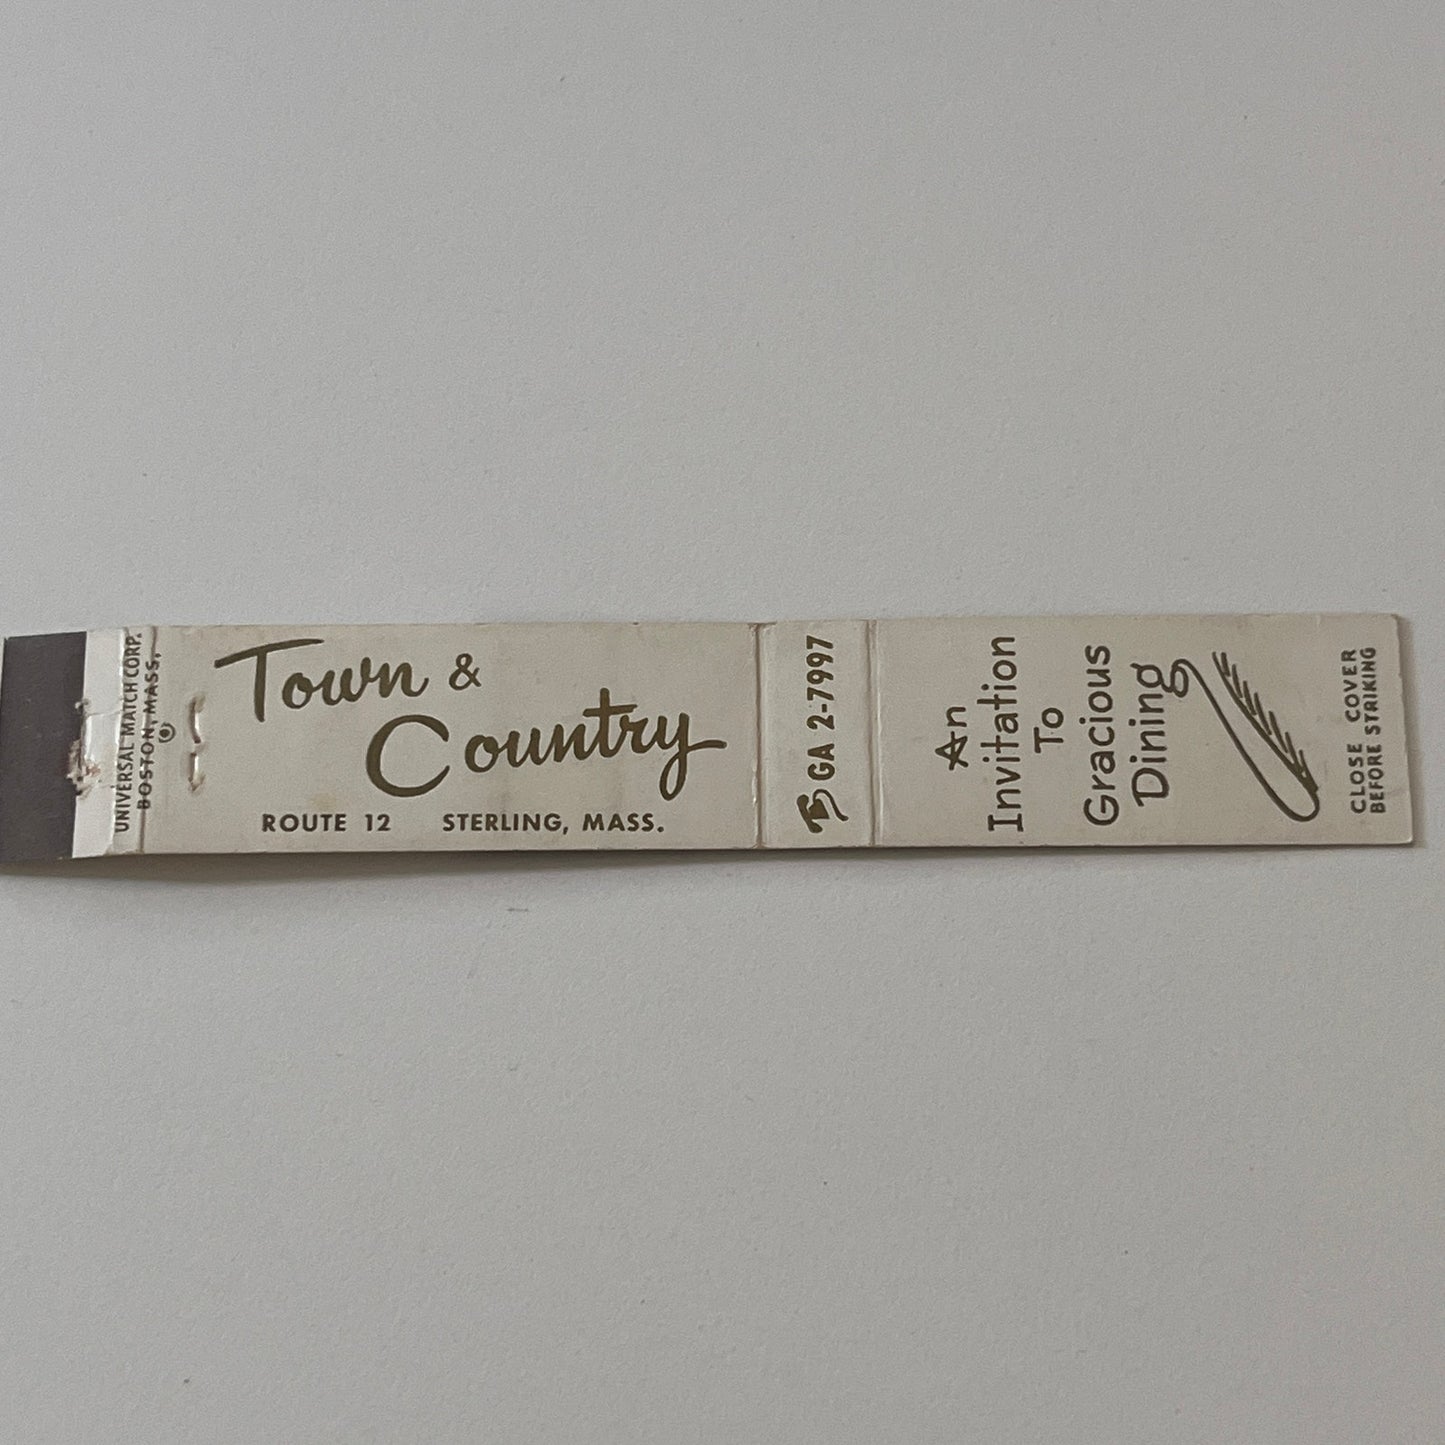 UNIVERSAL MATCH CORP.
BOSTON, MASS.
Town &
Country
ROUTE 12 STERLING, MASS.
GA 2-7997
An
Invitation
To
Gracious
Dining
CLOSE COVER
BEFORE STRIKING